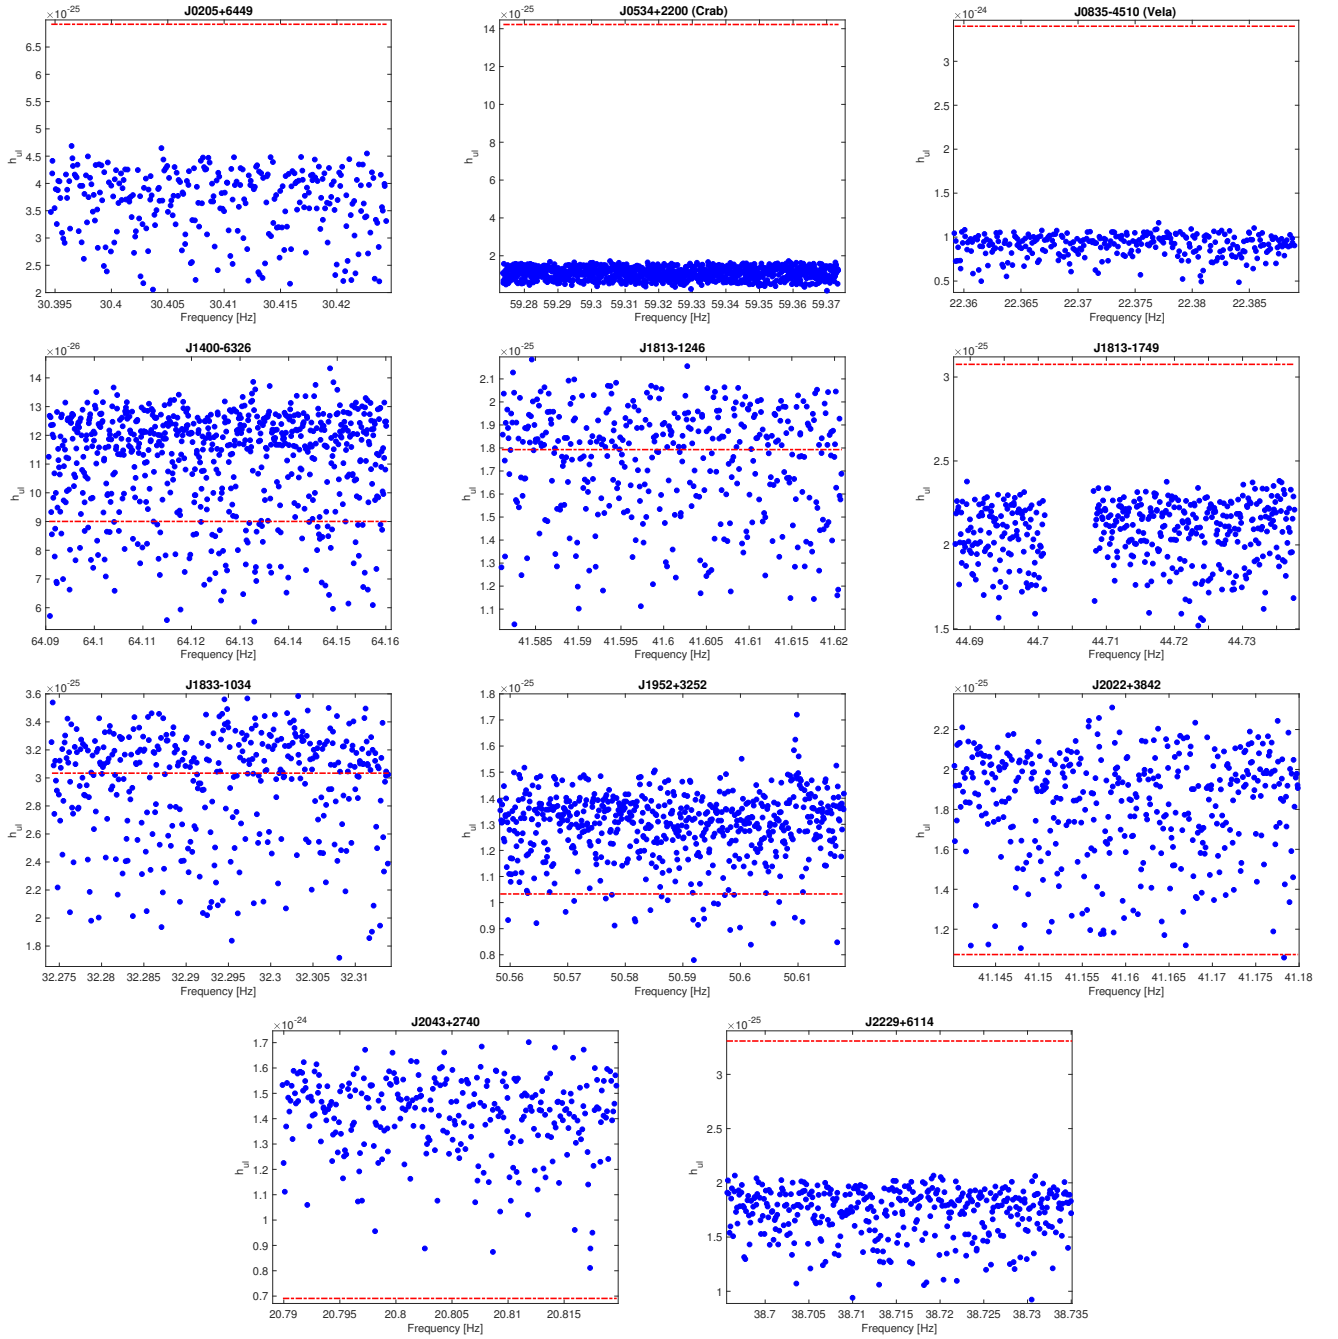 J0205+6449
×10^-25
6.5
6
5.5
5
4.5
4
3.5
3
2.5
2
h_ul
30.395 30.4 30.405 30.41 30.415 30.42
Frequency [Hz]
J0534+2200 (Crab)
×10^-25
14
12
10
8
6
4
2
h_ul
59.28 59.29 59.3 59.31 59.32 59.33 59.34 59.35 59.36 59.37
Frequency [Hz]
J0835-4510 (Vela)
×10^-24
3
2.5
2
1.5
1
0.5
h_ul
22.36 22.365 22.37 22.375 22.38 22.385
Frequency [Hz]
J1400-6326
×10^-26
14
13
12
11
10
9
8
7
6
h_ul
64.09 64.1 64.11 64.12 64.13 64.14 64.15 64.16
Frequency [Hz]
J1813-1246
×10^-25
2.1
2
1.9
1.8
1.7
1.6
1.5
1.4
1.3
1.2
1.1
h_ul
41.585 41.59 41.595 41.6 41.605 41.61 41.615 41.62
Frequency [Hz]
J1813-1749
×10^-25
3
2.5
2
1.5
h_ul
44.69 44.7 44.71 44.72 44.73
Frequency [Hz]
J1833-1034
×10^-25
3.6
3.4
3.2
3
2.8
2.6
2.4
2.2
2
1.8
h_ul
32.275 32.28 32.285 32.29 32.295 32.3 32.305 32.31
Frequency [Hz]
J1952+3252
×10^-25
1.8
1.7
1.6
1.5
1.4
1.3
1.2
1.1
1
0.9
0.8
h_ul
50.56 50.57 50.58 50.59 50.6 50.61
Frequency [Hz]
J2022+3842
×10^-25
2.2
2
1.8
1.6
1.4
1.2
h_ul
41.145 41.15 41.155 41.16 41.165 41.17 41.175 41.18
Frequency [Hz]
J2043+2740
×10^-24
1.7
1.6
1.5
1.4
1.3
1.2
1.1
1
0.9
0.8
0.7
h_ul
20.79 20.795 20.8 20.805 20.81 20.815
Frequency [Hz]
J2229+6114
×10^-25
3
2.5
2
1.5
1
h_ul
38.7 38.705 38.71 38.715 38.72 38.725 38.73 38.735
Frequency [Hz]